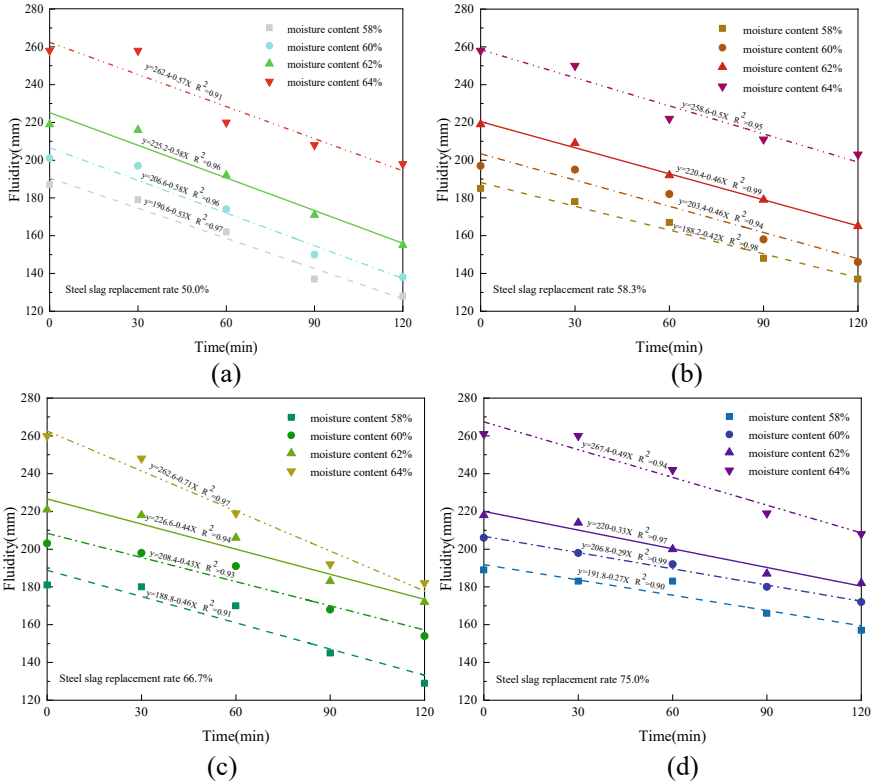 280
260
240
220
200
180
160
140
120
Fluidity(mm)
moisture content 58%
moisture content 60%
moisture content 62%
moisture content 64%
y=262.4-0.57X R²=0.91
y=225.2-0.58X R²=0.96
y=206.6-0.58X R²=0.96
y=190.6-0.53X R²=0.97
Steel slag replacement rate 50.0%
0 30 60 90 120
Time(min)
(a)
280
260
240
220
200
180
160
140
120
Fluidity(mm)
moisture content 58%
moisture content 60%
moisture content 62%
moisture content 64%
y=258.6-0.5X R²=0.95
y=220.4-0.46X R²=0.99
y=203.4-0.46X R²=0.94
y=188.2-0.42X R²=0.98
Steel slag replacement rate 58.3%
0 30 60 90 120
Time(min)
(b)
280
260
240
220
200
180
160
140
120
Fluidity(mm)
moisture content 58%
moisture content 60%
moisture content 62%
moisture content 64%
y=262.6-0.71X R²=0.97
y=226.6-0.44X R²=0.94
y=208.4-0.43X R²=0.93
y=188.8-0.46X R²=0.91
Steel slag replacement rate 66.7%
0 30 60 90 120
Time(min)
(c)
280
260
240
220
200
180
160
140
120
Fluidity(mm)
moisture content 58%
moisture content 60%
moisture content 62%
moisture content 64%
y=267.4-0.49X R²=0.94
y=220-0.33X R²=0.97
y=206.8-0.29X R²=0.99
y=191.8-0.27X R²=0.90
Steel slag replacement rate 75.0%
0 30 60 90 120
Time(min)
(d)